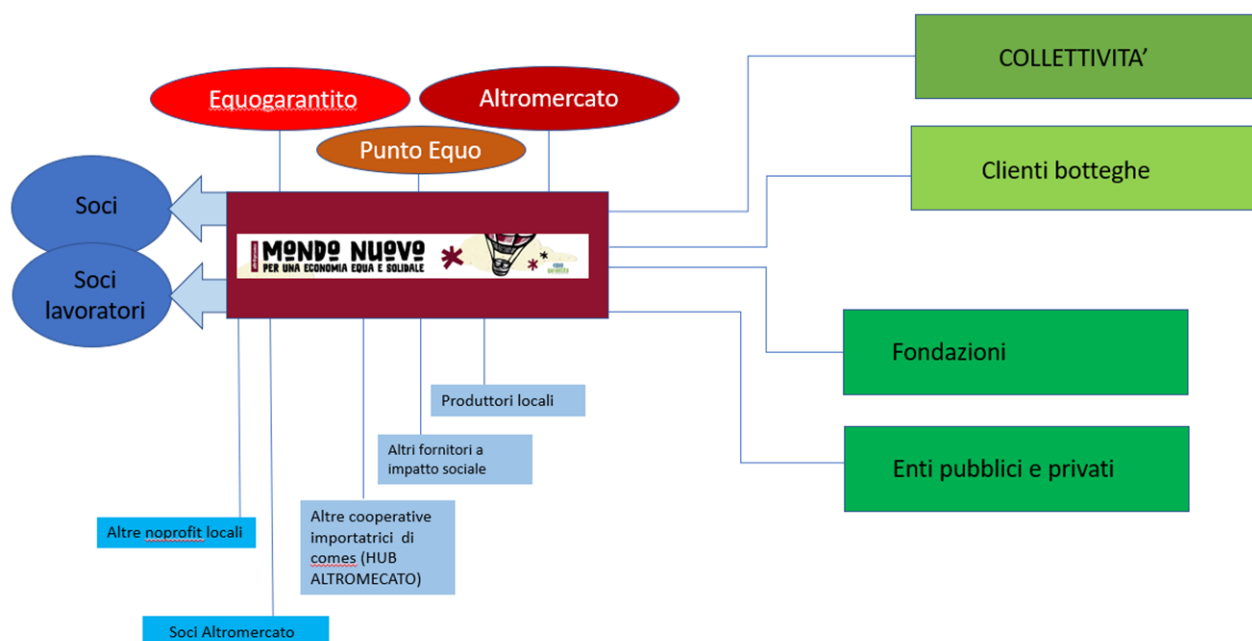 COLLETTIVITA’
Equogarantito
Altromercato
Punto Equo
Clienti botteghe
Soci
MONDO NUOVO
PER UNA ECONOMIA EQUA E SOLIDALE
Soci
lavoratori
Fondazioni
Produttori locali
Altri fornitori a
impatto sociale
Enti pubblici e privati
Altre cooperative
importatrici di
comes (HUB
ALTROMECATO)
Altre noprofit locali
Soci Altromercato